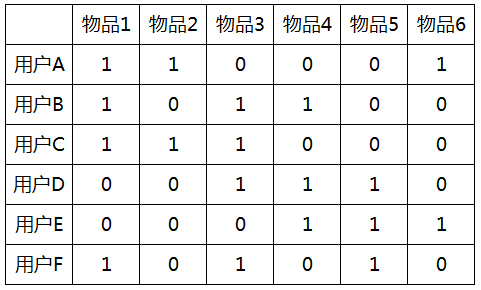 物品1 物品2 物品3 物品4 物品5 物品6
用户A 1 1 0 0 0 1
用户B 1 0 1 1 0 0
用户C 1 1 1 0 0 0
用户D 0 0 1 1 1 0
用户E 0 0 0 1 1 1
用户F 1 0 1 0 1 0